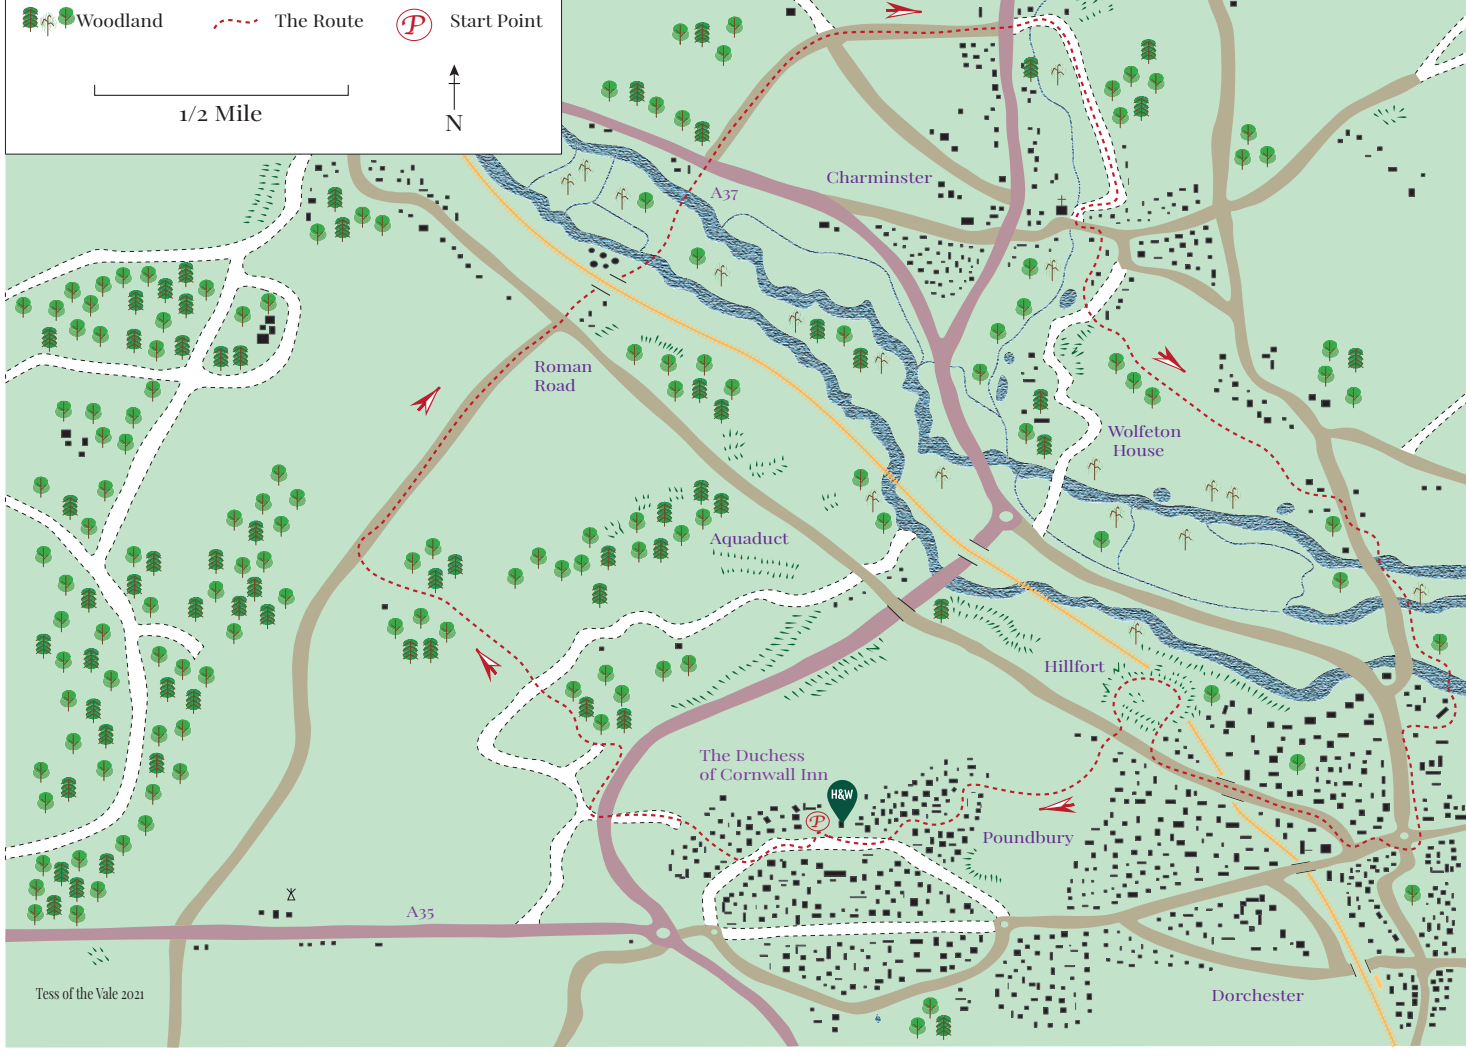 Woodland
The Route
P
Start Point
1/2 Mile
N
Charminster
A37
Roman
Road
Wolfeton
House
Aquaduct
Hillfort
The Duchess
of Cornwall Inn
H&W
P
Poundbury
A35
Tess of the Vale 2021
Dorchester